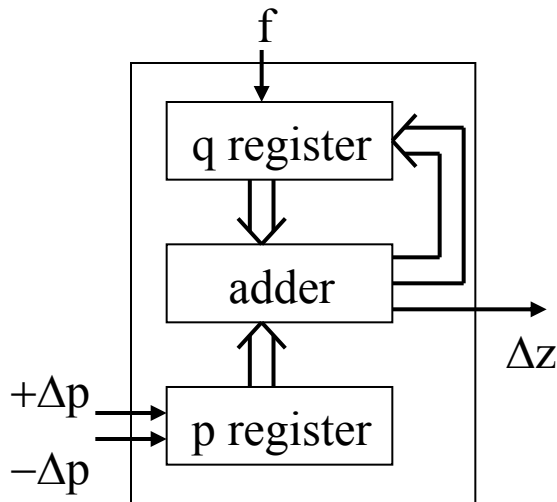 f
q register
adder
Δz
+Δp
p register
−Δp